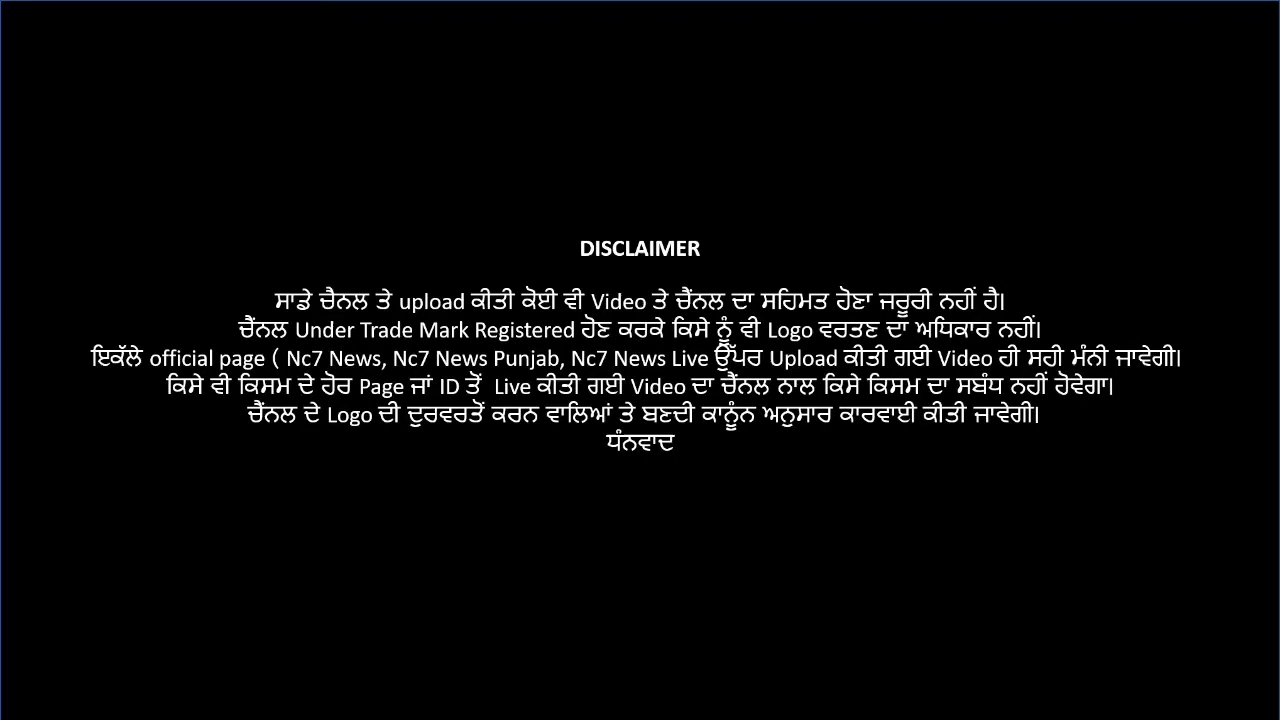 DISCLAIMER
ਸਾਡੇ ਚੈਨਲ ਤੇ upload ਕੀਤੀ ਕੋਈ ਵੀ Video ਤੇ ਚੈੱਨਲ ਦਾ ਸਹਿਮਤ ਹੋਣਾ ਜਰੂਰੀ ਨਹੀਂ ਹੈ।
ਚੈਂਨਲ Under Trade Mark Registered ਹੋਣ ਕਰਕੇ ਕਿਸੇ ਨੂੰ ਵੀ Logo ਵਰਤਣ ਦਾ ਅਧਿਕਾਰ ਨਹੀਂ।
ਇਕੱਲੇ official page ( Nc7 News, Nc7 News Punjab, Nc7 News Live ਉੱਪਰ Upload ਕੀਤੀ ਗਈ Video ਹੀ ਸਹੀ ਮੰਨੀ ਜਾਵੇਗੀ।
ਕਿਸੇ ਵੀ ਕਿਸਮ ਦੇ ਹੋਰ Page ਜਾਂ ID ਤੋਂ Live ਕੀਤੀ ਗਈ Video ਦਾ ਚੈੱਨਲ ਨਾਲ ਕਿਸੇ ਕਿਸਮ ਦਾ ਸਬੰਧ ਨਹੀਂ ਹੋਵੇਗਾ।
ਚੈੱਨਲ ਦੇ Logo ਦੀ ਦੁਰਵਰਤੋਂ ਕਰਨ ਵਾਲਿਆਂ ਤੇ ਬਣਦੀ ਕਾਨੂੰਨ ਅਨੁਸਾਰ ਕਾਰਵਾਈ ਕੀਤੀ ਜਾਵੇਗੀ।
ਧੰਨਵਾਦ